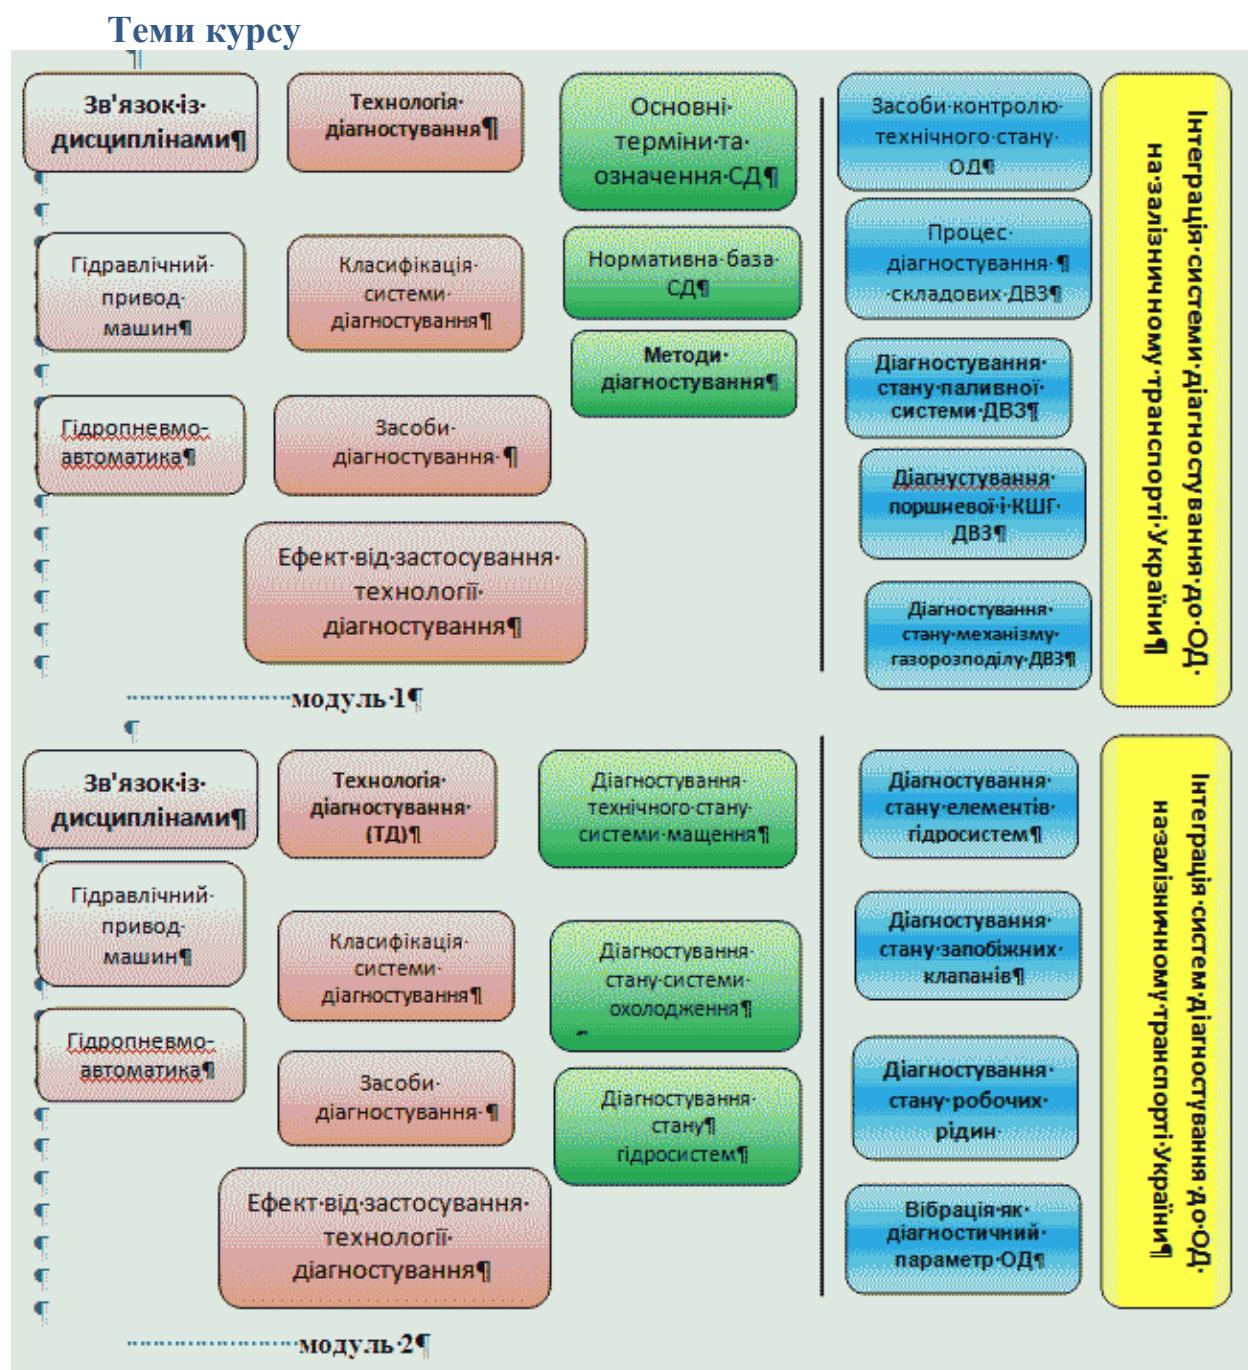 Теми курсу
Зв'язок із
дисциплінами¶
Технологія
діагностування¶
Основні
терміни та
означення СД¶
Засоби контролю
технічного стану
ОД¶
Інтеграція системи діагностування до ОД
на залізничному транспорті України¶
Гідравлічний
привод
машин¶
Класифікація
системи
діагностування¶
Нормативна база
СД¶
Процес
діагностування ¶
складових ДВЗ¶
Методи
діагностування¶
Діагностування
стану паливної
системи ДВЗ¶
Гідропневмо-
автоматика¶
Засоби
діагностування ¶
Діагнустування
поршневої і КШГ
ДВЗ¶
Ефект від застосування
технології
діагностування¶
Діагностування
стану механізму
газорозподілу ДВЗ¶
модуль 1¶
Зв'язок із
дисциплінами¶
Технологія
діагностування
(ТД)¶
Діагностування
технічного стану
системи мащення¶
Діагностування
стану елементів
гідросистем¶
Інтеграція систем діагностування до ОД
на залізничному транспорті України¶
Гідравлічний
привод
машин¶
Класифікація
системи
діагностування¶
Діагностування
стану системи
охолодження¶
¶
Діагностування
стану запобіжних
клапанів¶
Гідропневмо-
автоматика¶
Засоби
діагностування ¶
Діагностування
стану¶
гідросистем¶
Діагностування
стану робочих
рідин
Ефект від застосування
технології
діагностування¶
Вібрація як
діагностичний
параметр ОД¶
модуль 2¶